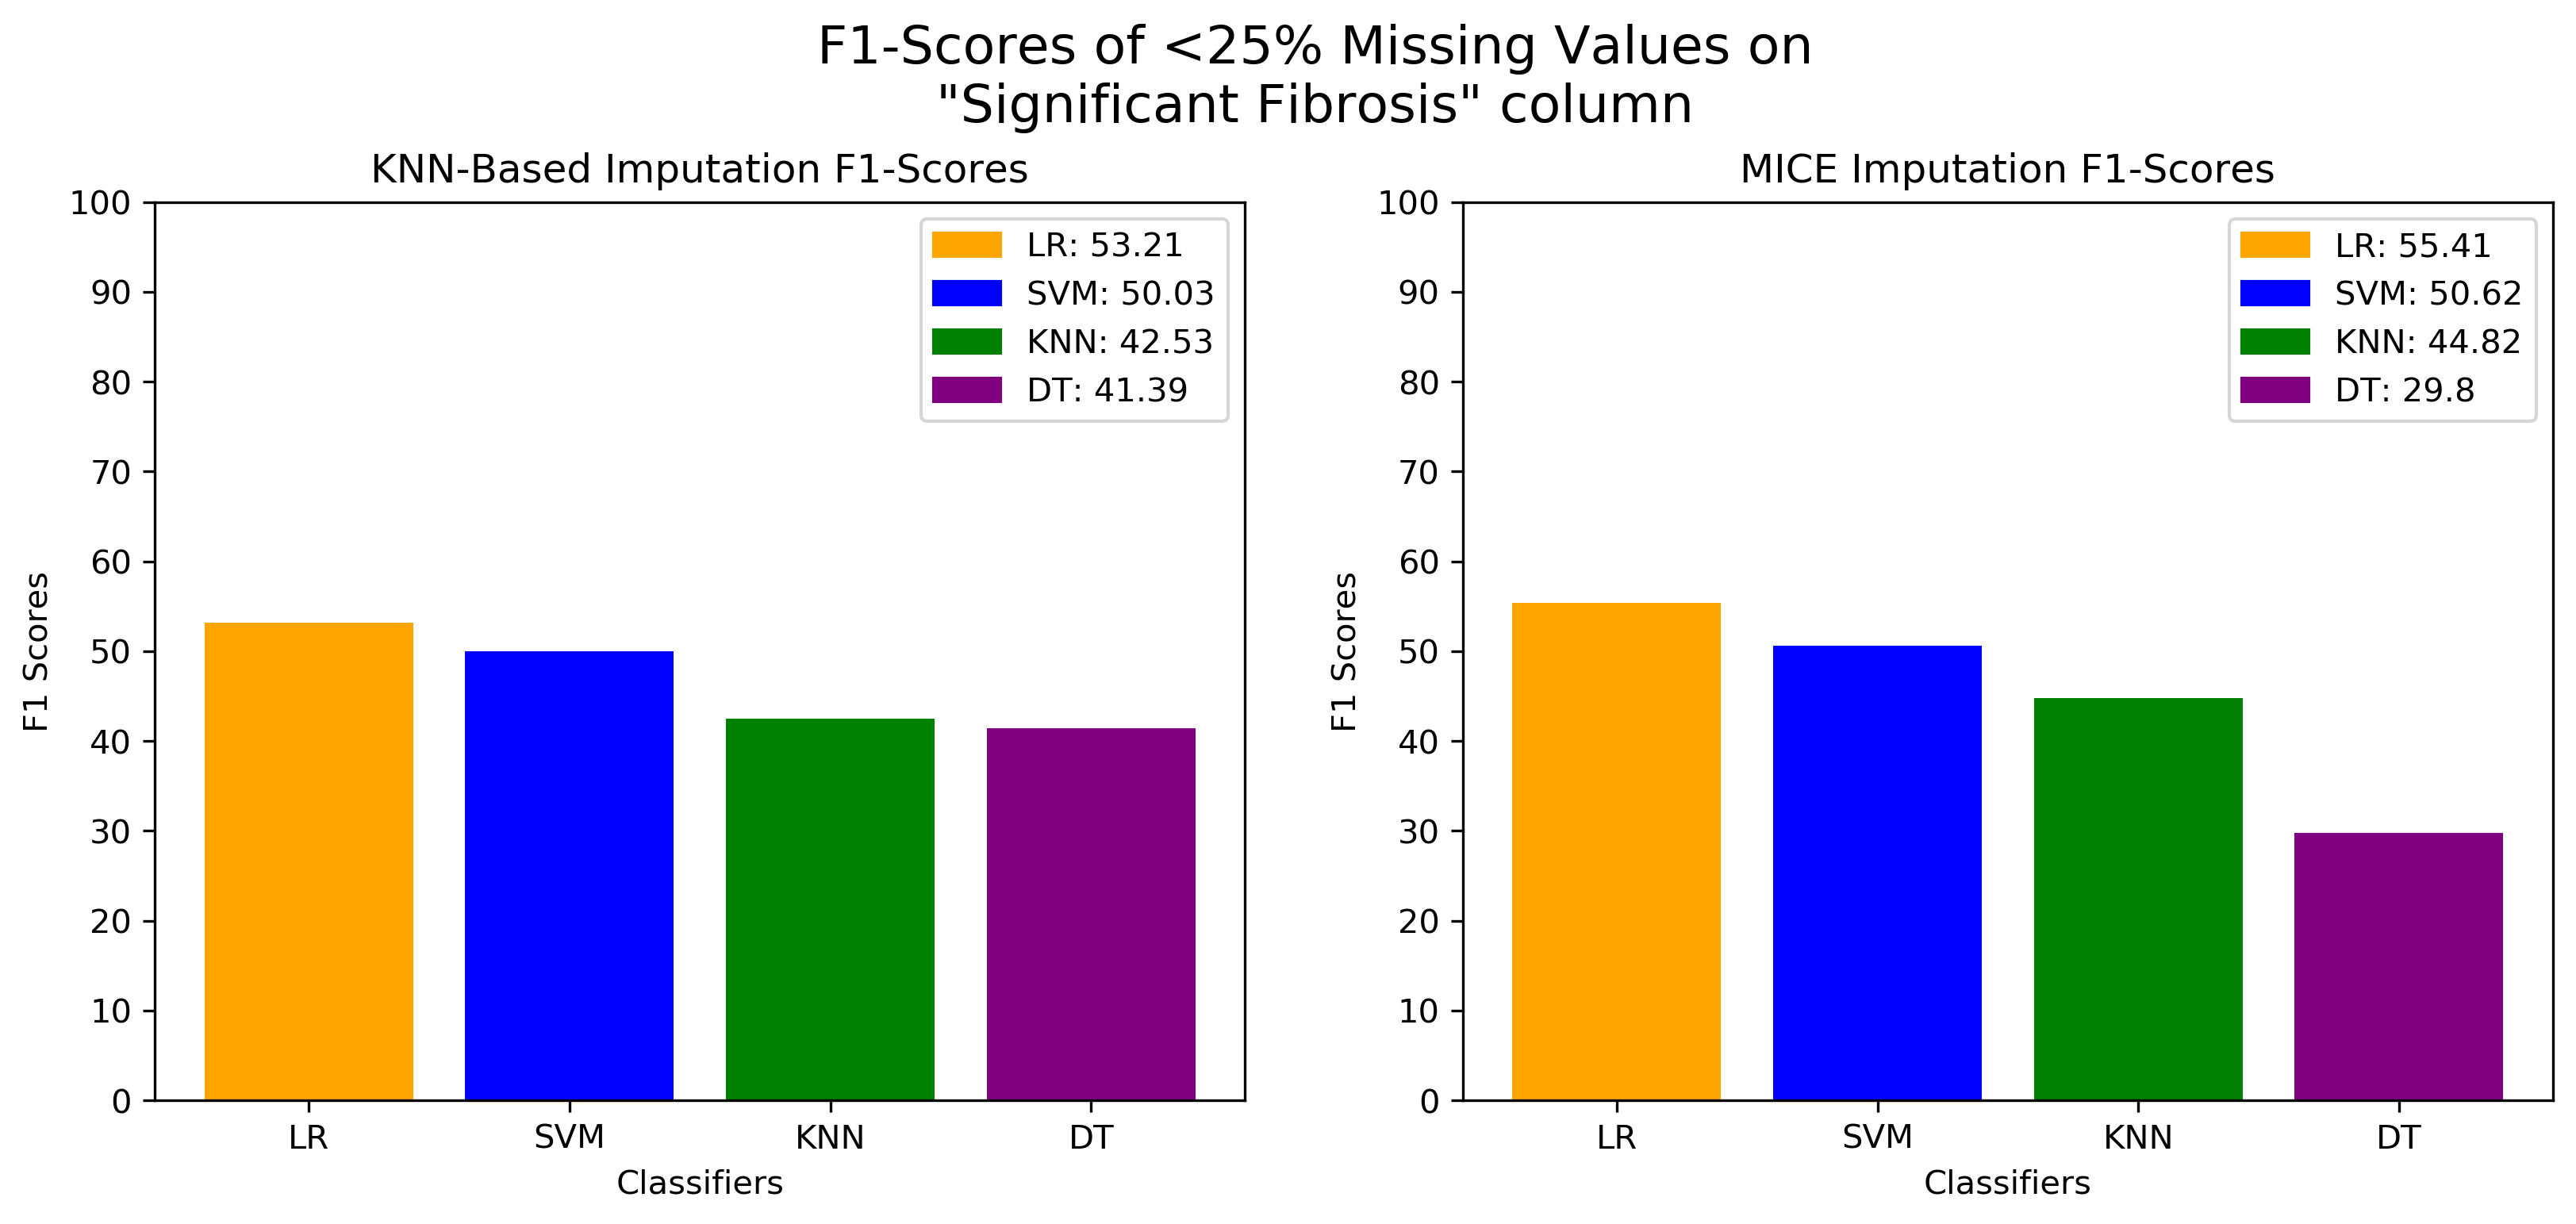 F1-Scores of <25% Missing Values on
"Significant Fibrosis" column
KNN-Based Imputation F1-Scores
100
90
80
70
60
50
40
30
20
10
0
F1 Scores
LR: 53.21
SVM: 50.03
KNN: 42.53
DT: 41.39
LR SVM KNN DT
Classifiers
MICE Imputation F1-Scores
100
90
80
70
60
50
40
30
20
10
0
F1 Scores
LR: 55.41
SVM: 50.62
KNN: 44.82
DT: 29.8
LR SVM KNN DT
Classifiers